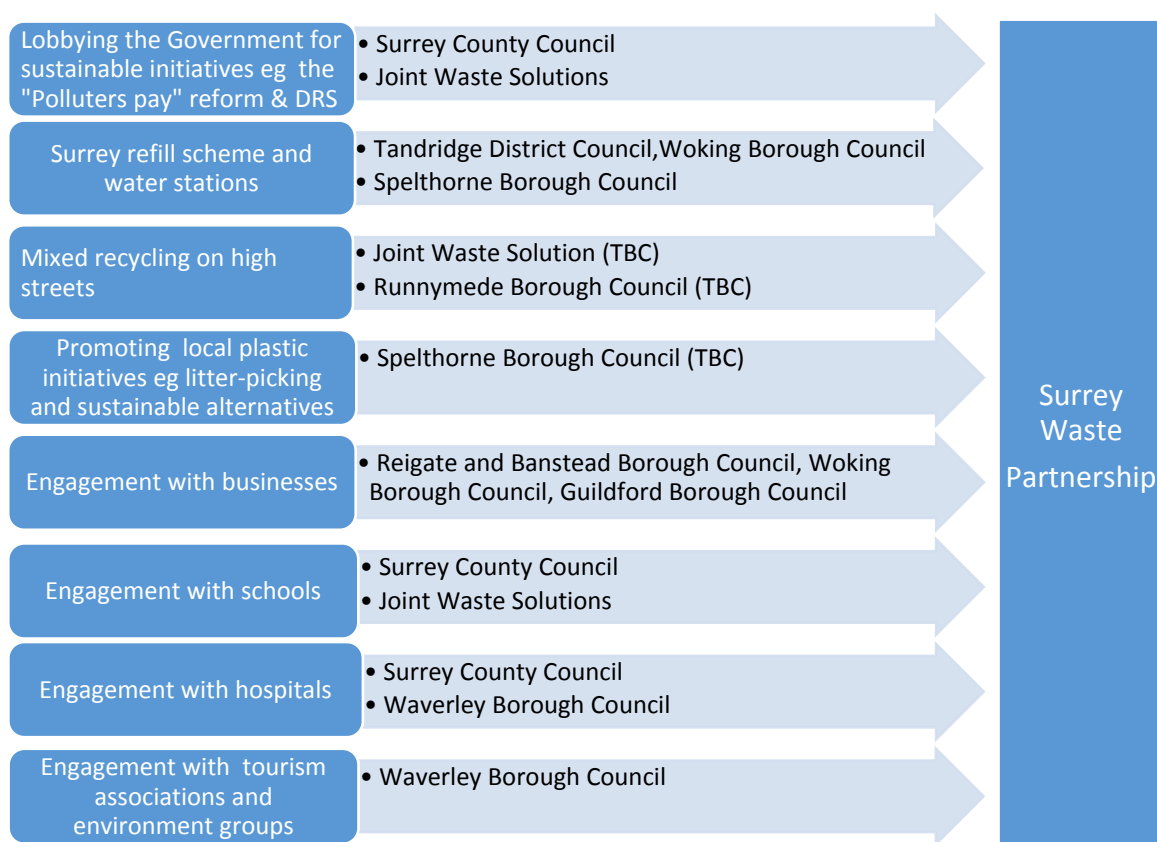 Lobbying the Government for
sustainable initiatives eg the
"Polluters pay" reform & DRS
• Surrey County Council
• Joint Waste Solutions
Surrey refill scheme and
water stations
• Tandridge District Council,Woking Borough Council
• Spelthorne Borough Council
Mixed recycling on high
streets
• Joint Waste Solution (TBC)
• Runnymede Borough Council (TBC)
Promoting local plastic
initiatives eg litter-picking
and sustainable alternatives
• Spelthorne Borough Council (TBC)
Engagement with businesses
• Reigate and Banstead Borough Council, Woking
Borough Council, Guildford Borough Council
Engagement with schools
• Surrey County Council
• Joint Waste Solutions
Engagement with hospitals
• Surrey County Council
• Waverley Borough Council
Engagement with tourism
associations and
environment groups
• Waverley Borough Council
Surrey
Waste
Partnership